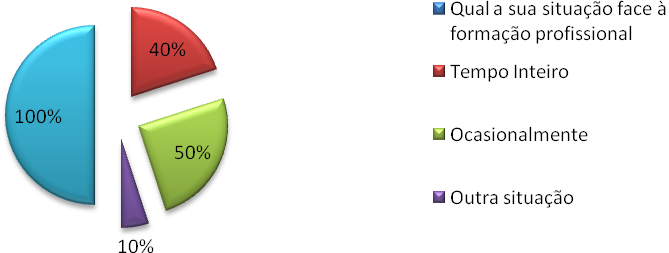 40%
100%
50%
10%
Qual a sua situação face à
formação profissional
Tempo Inteiro
Ocasionalmente
Outra situação